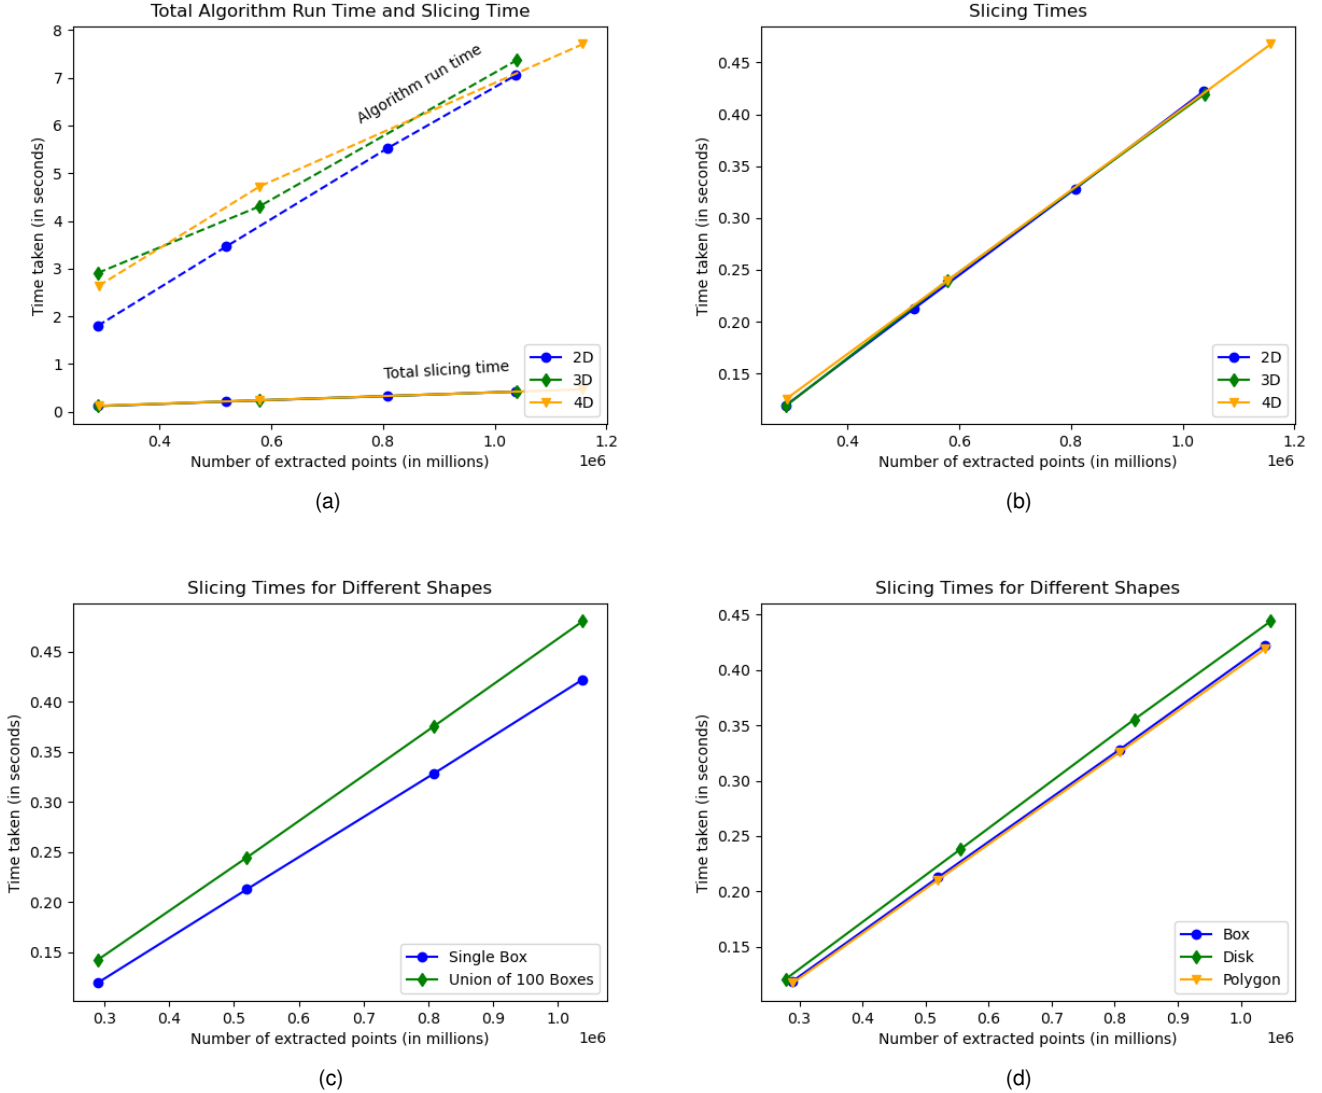 Total Algorithm Run Time and Slicing Time
8
7
6
5
4
3
2
1
0
Time taken (in seconds)
Algorithm run time
Total slicing time
2D
3D
4D
0.4 0.6 0.8 1.0 1.2
1e6
Number of extracted points (in millions)
(a)
Slicing Times
0.45
0.40
0.35
0.30
0.25
0.20
0.15
Time taken (in seconds)
2D
3D
4D
0.4 0.6 0.8 1.0 1.2
1e6
Number of extracted points (in millions)
(b)
Slicing Times for Different Shapes
0.45
0.40
0.35
0.30
0.25
0.20
0.15
Time taken (in seconds)
Single Box
Union of 100 Boxes
0.3 0.4 0.5 0.6 0.7 0.8 0.9 1.0
1e6
Number of extracted points (in millions)
(c)
Slicing Times for Different Shapes
0.45
0.40
0.35
0.30
0.25
0.20
0.15
Time taken (in seconds)
Box
Disk
Polygon
0.3 0.4 0.5 0.6 0.7 0.8 0.9 1.0
1e6
Number of extracted points (in millions)
(d)